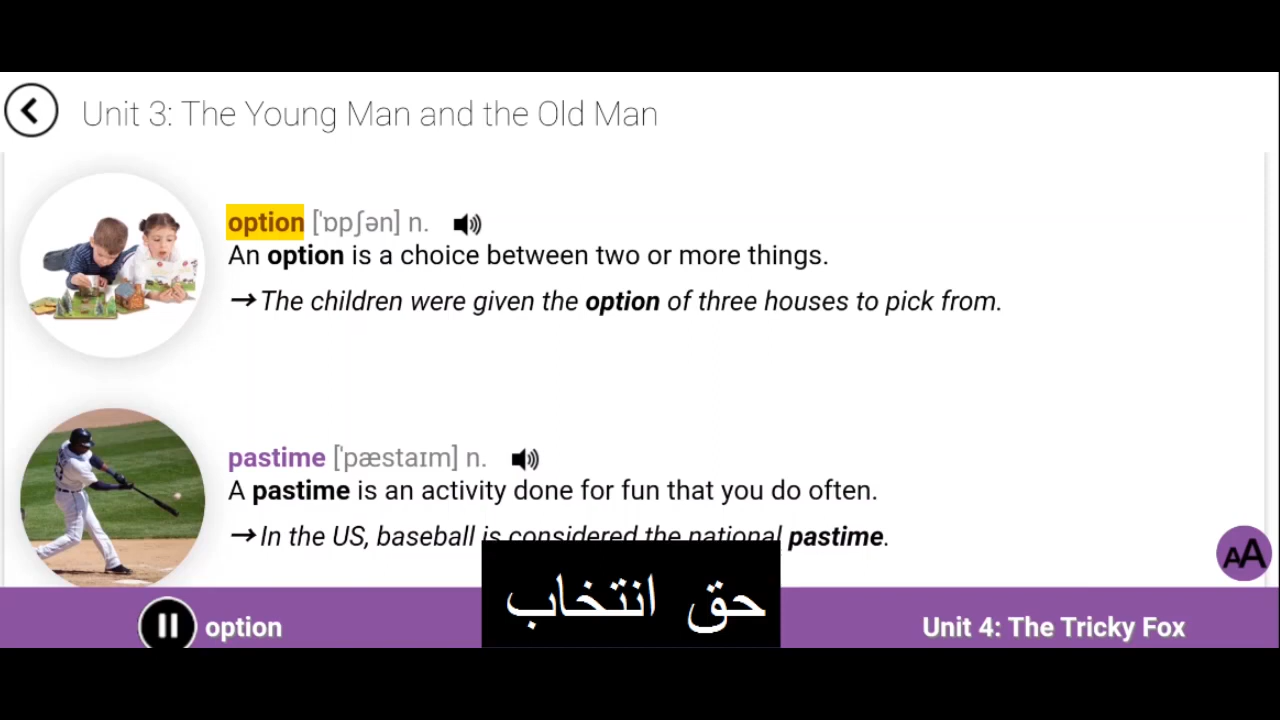 Unit 3: The Young Man and the Old Man
option ['ɒpʃən] n.
An option is a choice between two or more things.
→ The children were given the option of three houses to pick from.
pastime ['pæstaɪm] n.
A pastime is an activity done for fun that you do often.
→ In the US, baseball is considered the national pastime.
AA
option
حق انتخاب
Unit 4: The Tricky Fox